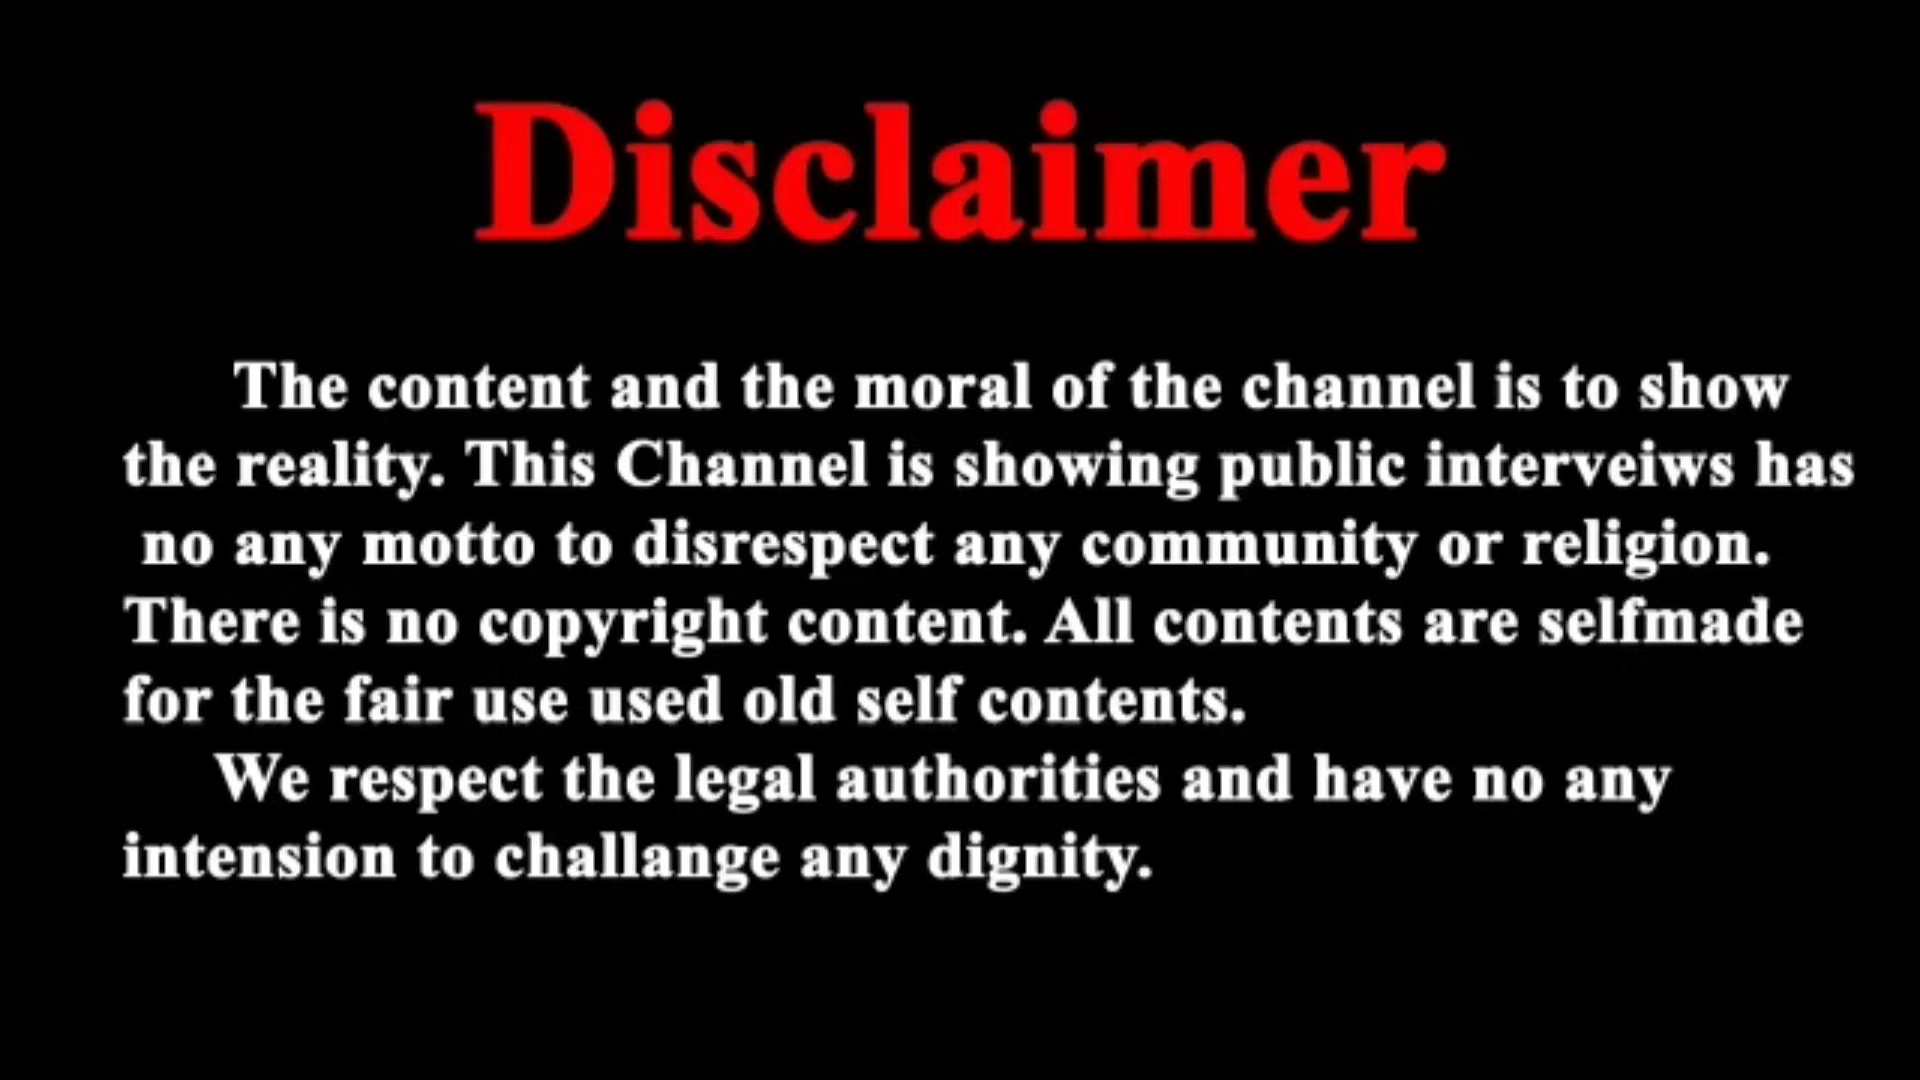 Disclaimer
The content and the moral of the channel is to show
the reality. This Channel is showing public interveiws has
no any motto to disrespect any community or religion.
There is no copyright content. All contents are selfmade
for the fair use used old self contents.
We respect the legal authorities and have no any
intension to challange any dignity.